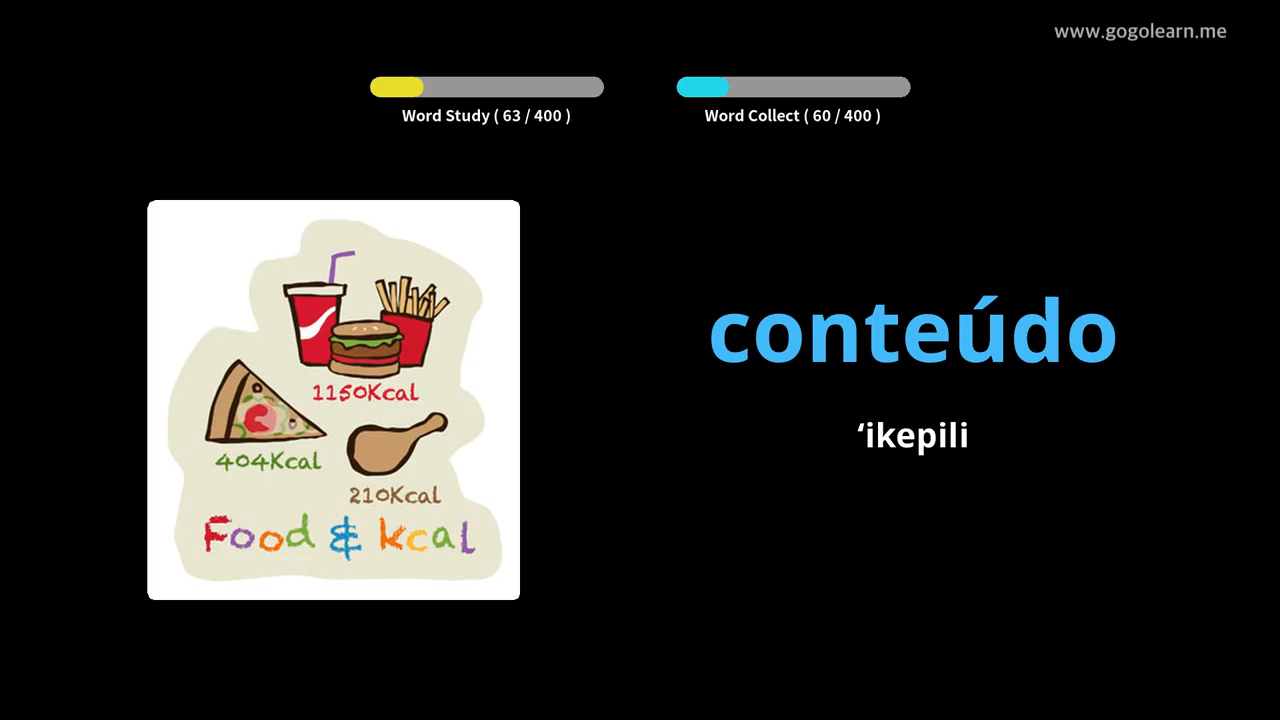 www.gogolearn.me
Word Study ( 63 / 400 )
Word Collect ( 60 / 400 )
1150Kcal
404Kcal
210Kcal
Food & kcal
conteúdo
ʻikepili